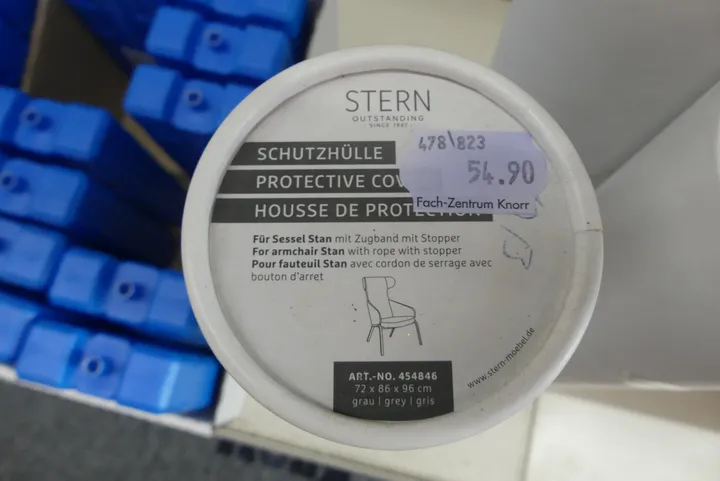 STERN
OUTSTANDING
SINCE 1947
478\823
54.90
Fach-Zentrum Knorr
SCHUTZHÜLLE
PROTECTIVE
HOUSSE DE PROTECTION
Für Sessel Stan mit Zugband mit Stopper
For armchair Stan with rope with stopper
Pour fauteuil Stan avec cordon de serrage avec
bouton d'arret
ART.-NO. 454846
72 x 86 x 96 cm
grau | grey | gris
www.stern-moebel.de